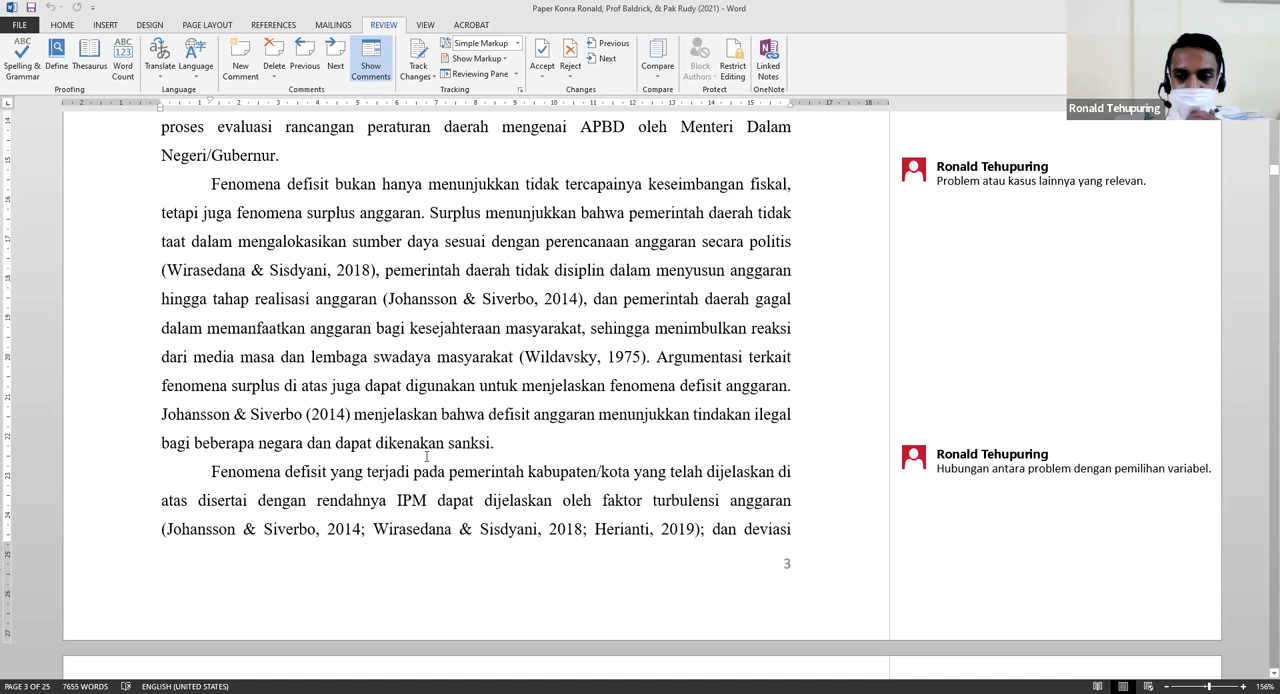 Paper Konra Ronald, Prof Baldrick, & Pak Rudy (2021) - Word
FILE HOME INSERT DESIGN PAGE LAYOUT REFERENCES MAILINGS REVIEW VIEW ACROBAT
Spelling & Grammar
Define
Thesaurus
Word Count
Translate
Language
New Comment
Delete
Previous
Next
Show Comments
Track Changes
Simple Markup
Show Markup
Reviewing Pane
Accept
Reject
Previous
Next
Compare
Block Authors
Restrict Editing
Linked Notes
Proofing
Language
Comments
Tracking
Changes
Compare
Protect
OneNote
Ronald Tehupuring
proses evaluasi rancangan peraturan daerah mengenai APBD oleh Menteri Dalam
Negeri/Gubernur.
Fenomena defisit bukan hanya menunjukkan tidak tercapainya keseimbangan fiskal,
tetapi juga fenomena surplus anggaran. Surplus menunjukkan bahwa pemerintah daerah tidak
taat dalam mengalokasikan sumber daya sesuai dengan perencanaan anggaran secara politis
(Wirasedana & Sisdyani, 2018), pemerintah daerah tidak disiplin dalam menyusun anggaran
hingga tahap realisasi anggaran (Johansson & Siverbo, 2014), dan pemerintah daerah gagal
dalam memanfaatkan anggaran bagi kesejahteraan masyarakat, sehingga menimbulkan reaksi
dari media masa dan lembaga swadaya masyarakat (Wildavsky, 1975). Argumentasi terkait
fenomena surplus di atas juga dapat digunakan untuk menjelaskan fenomena defisit anggaran.
Johansson & Siverbo (2014) menjelaskan bahwa defisit anggaran menunjukkan tindakan ilegal
bagi beberapa negara dan dapat dikenakan sanksi.
Fenomena defisit yang terjadi pada pemerintah kabupaten/kota yang telah dijelaskan di
atas disertai dengan rendahnya IPM dapat dijelaskan oleh faktor turbulensi anggaran
(Johansson & Siverbo, 2014; Wirasedana & Sisdyani, 2018; Herianti, 2019); dan deviasi
3
Ronald Tehupuring
Problem atau kasus lainnya yang relevan.
Ronald Tehupuring
Hubungan antara problem dengan pemilihan variabel.
PAGE 3 OF 25 7655 WORDS ENGLISH (UNITED STATES) 156%